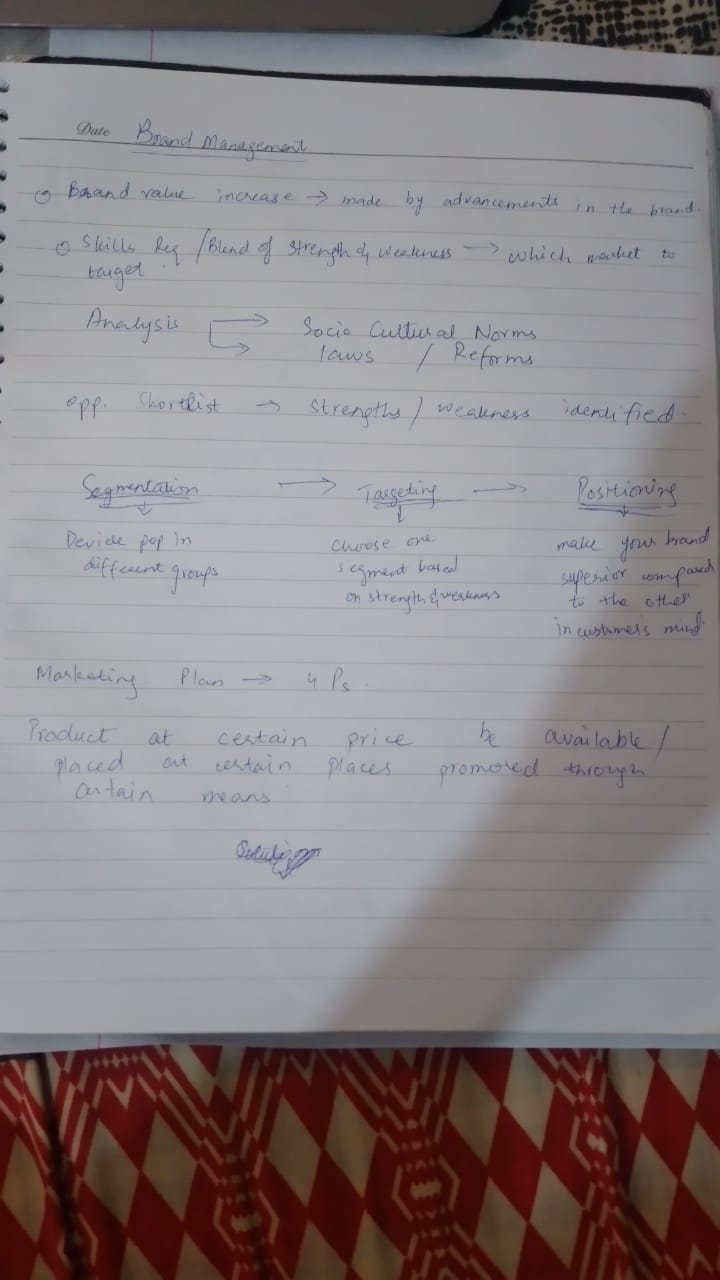 Date Brand Management
Brand value increase → made by advancements in the brand.
Skills Req / Blend of strength & weakness → which market to
target.
Analysis → Socio Cultural Norms
→ laws / Reforms
opp. Shortlist → Strengths / weakness identified.
Segmentation → Targeting → Positioning
Devide pop in choose one make your brand
different groups segment based superior compared
on strength & weakness to the other
in customers mind.
Marketing Plan → 4 Ps.
Product at certain price be available /
placed at certain places promoted through
certain means